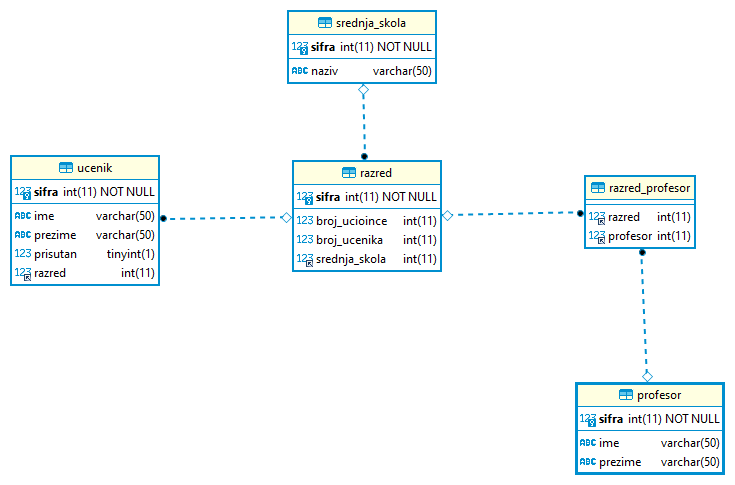 srednja_skola
123 sifra int(11) NOT NULL
ABC naziv varchar(50)
ucenik
123 sifra int(11) NOT NULL
ABC ime varchar(50)
ABC prezime varchar(50)
123 prisutan tinyint(1)
123 razred int(11)
razred
123 sifra int(11) NOT NULL
123 broj_ucioince int(11)
123 broj_ucenika int(11)
123 srednja_skola int(11)
razred_profesor
123 razred int(11)
123 profesor int(11)
profesor
123 sifra int(11) NOT NULL
ABC ime varchar(50)
ABC prezime varchar(50)